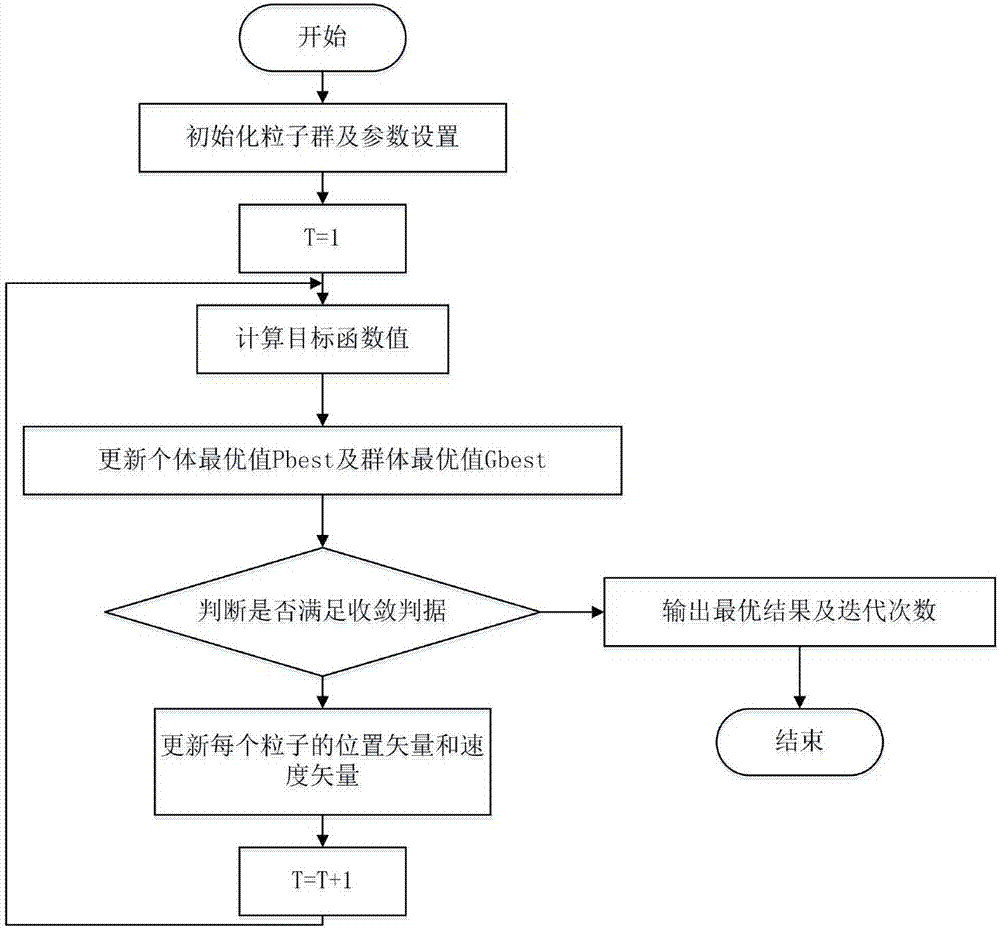 开始
初始化粒子群及参数设置
T=1
计算目标函数值
更新个体最优值Pbest及群体最优值Gbest
判断是否满足收敛判据
输出最优结果及迭代次数
更新每个粒子的位置矢量和速
度矢量
结束
T=T+1